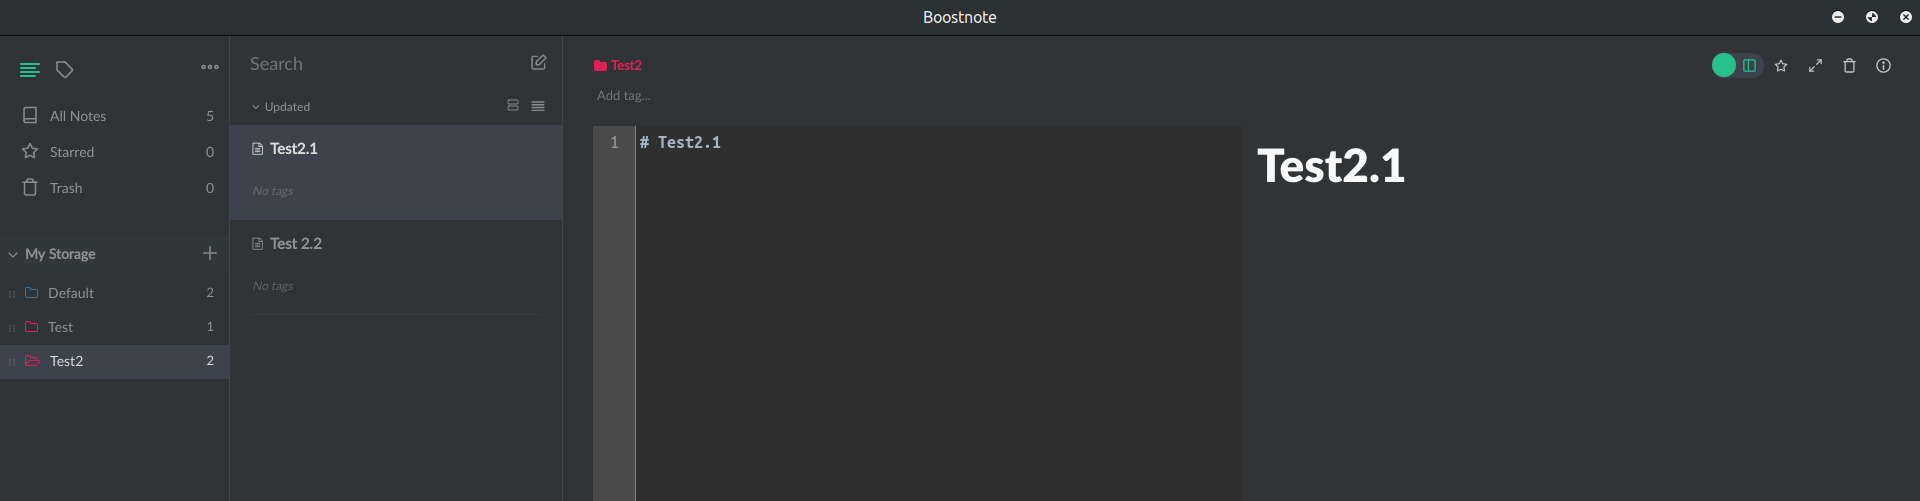 Boostnote
All Notes 5
Starred 0
Trash 0
My Storage
Default 2
Test 1
Test2 2
Search
Updated
Test2.1
No tags
Test 2.2
No tags
Test2
Add tag...
1 # Test2.1
Test2.1